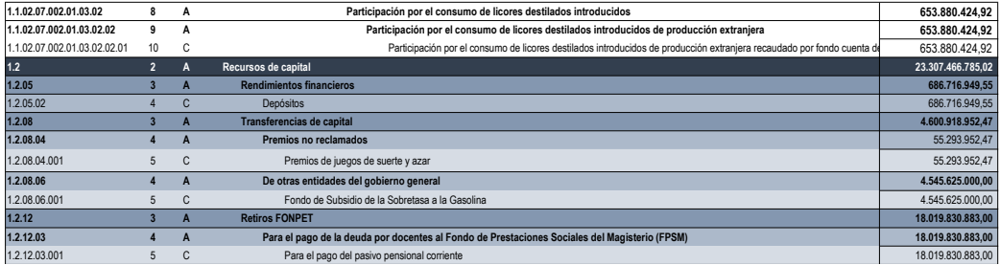 1.1.02.07.002.01.03.02 8 A Participación por el consumo de licores destilados introducidos 653.880.424,92
1.1.02.07.002.01.03.02.02 9 A Participación por el consumo de licores destilados introducidos de producción extranjera 653.880.424,92
1.1.02.07.002.01.03.02.02.01 10 C Participación por el consumo de licores destilados introducidos de producción extranjera recaudado por fondo cuenta de 653.880.424,92
1.2 2 A Recursos de capital 23.307.466.785,02
1.2.05 3 A Rendimientos financieros 686.716.949,55
1.2.05.02 4 C Depósitos 686.716.949,55
1.2.08 3 A Transferencias de capital 4.600.918.952,47
1.2.08.04 4 A Premios no reclamados 55.293.952,47
1.2.08.04.001 5 C Premios de juegos de suerte y azar 55.293.952,47
1.2.08.06 4 A De otras entidades del gobierno general 4.545.625.000,00
1.2.08.06.001 5 C Fondo de Subsidio de la Sobretasa a la Gasolina 4.545.625.000,00
1.2.12 3 A Retiros FONPET 18.019.830.883,00
1.2.12.03 4 A Para el pago de la deuda por docentes al Fondo de Prestaciones Sociales del Magisterio (FPSM) 18.019.830.883,00
1.2.12.03.001 5 C Para el pago del pasivo pensional corriente 18.019.830.883,00